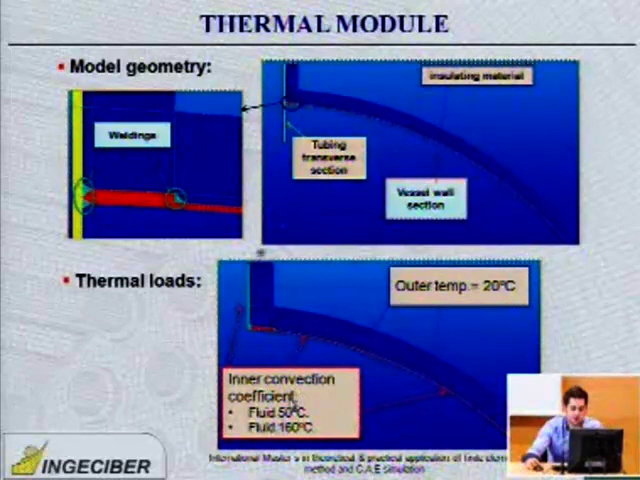 THERMAL MODULE
▪ Model geometry:
insulating material
Weldings
Tubing
transverse
section
Vessel wall
section
▪ Thermal loads:
Outer temp.= 20ºC
Inner convection
coefficient:
• Fluid 50ºC.
• Fluid 160ºC
INGECIBER
International Master´s in theoretical & practical application of finite
method and C.A.E simulation